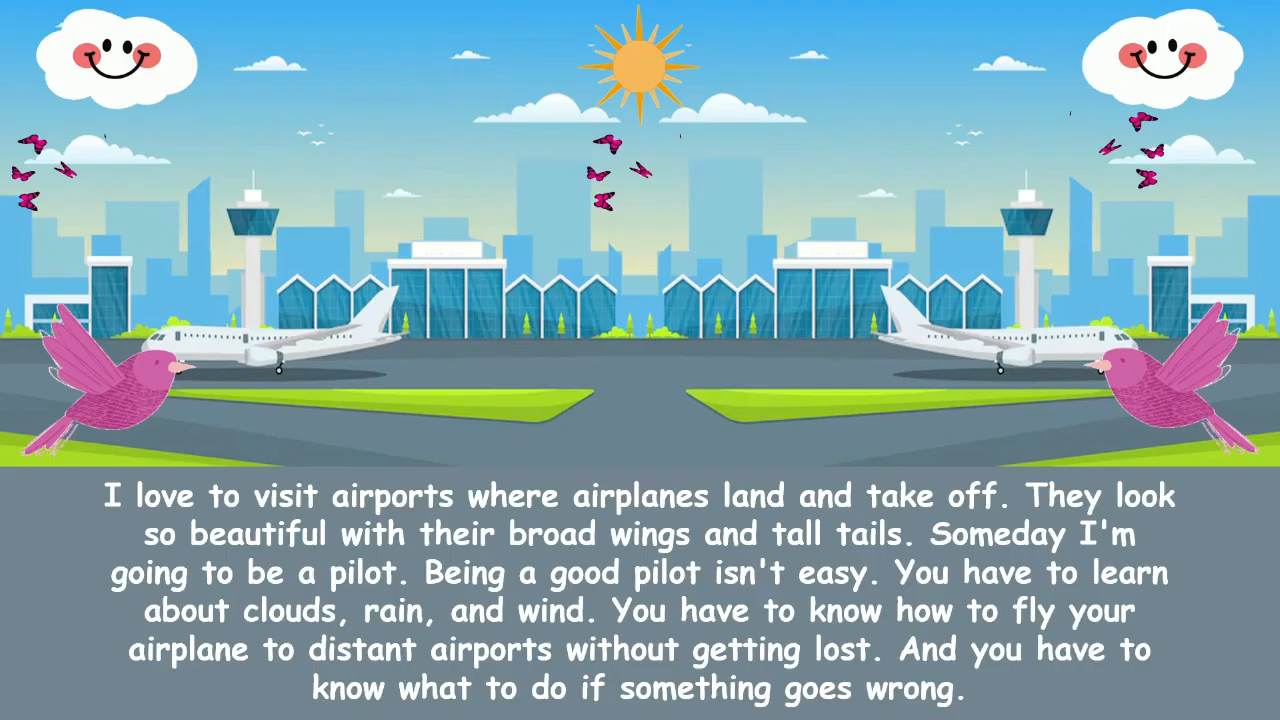 I love to visit airports where airplanes land and take off. They look
so beautiful with their broad wings and tall tails. Someday I'm
going to be a pilot. Being a good pilot isn't easy. You have to learn
about clouds, rain, and wind. You have to know how to fly your
airplane to distant airports without getting lost. And you have to
know what to do if something goes wrong.